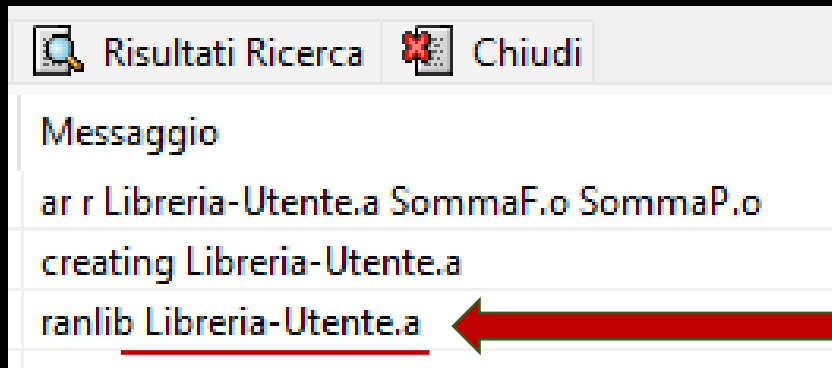 Risultati Ricerca Chiudi
Messaggio
ar r Libreria-Utente.a SommaF.o SommaP.o
creating Libreria-Utente.a
ranlib Libreria-Utente.a